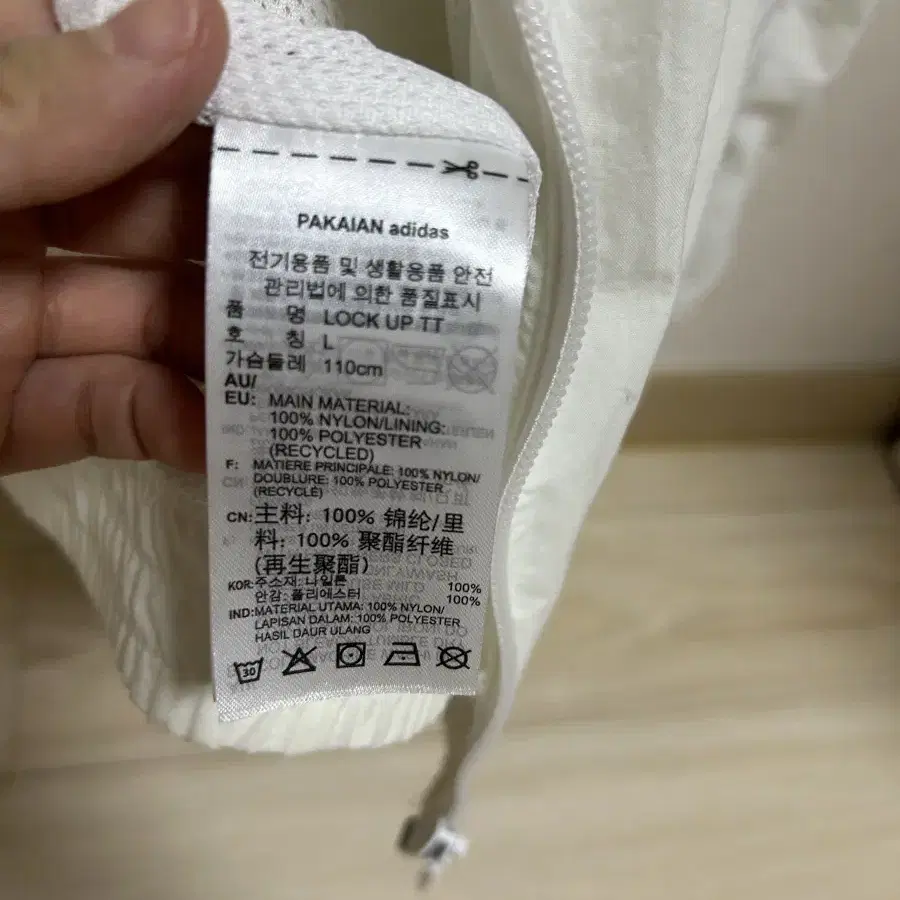 PAKAIAN adidas
전기용품 및 생활용품 안전
관리법에 의한 품질표시
품 명 LOCK UP TT
호 칭 L
가슴둘레 110cm
AU/
EU: MAIN MATERIAL:
100% NYLON/LINING:
100% POLYESTER
(RECYCLED)
F: MATIERE PRINCIPALE: 100% NYLON/
DOUBLURE: 100% POLYESTER
(RECYCLÉ)
CN: 主料: 100% 锦纶/里
料: 100% 聚酯纤维
(再生聚酯)
KOR: 주소재: 나일론 100%
안감: 폴리에스터 100%
IND: MATERIAL UTAMA: 100% NYLON/
LAPISAN DALAM: 100% POLYESTER
HASIL DAUR ULANG
30